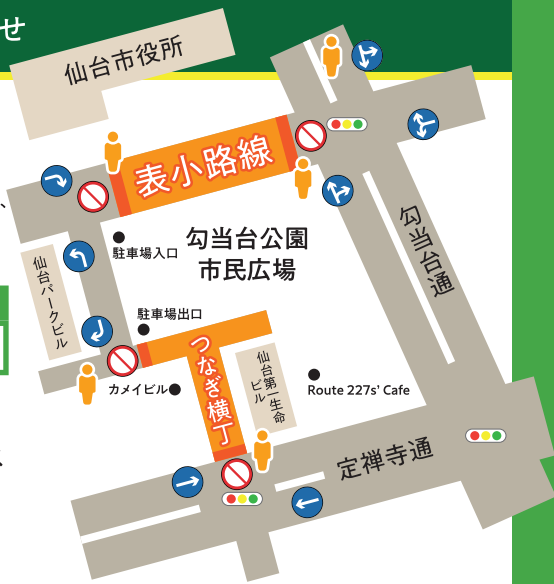 せ
仙台市役所
表小路線
、
駐車場入口
勾当台公園
市民広場
勾当台通
仙台パークビル
駐車場出口
つなぎ横丁
仙台第一生命
ビル
カメイビル
Route 227s' Cafe
定禅寺通